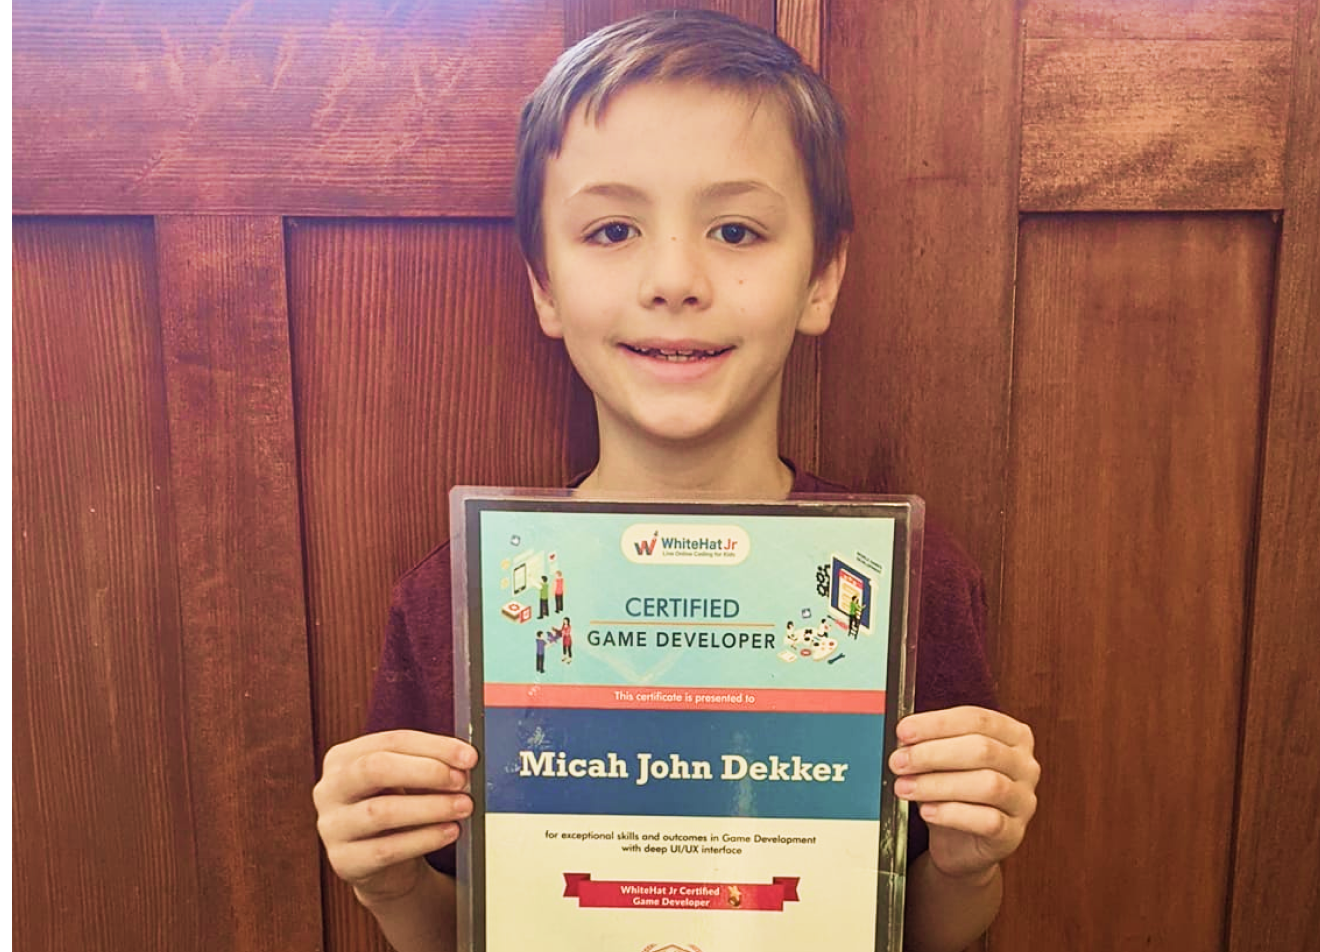 WhiteHat Jr
Live Online Coding for Kids
CERTIFIED
GAME DEVELOPER
This certificate is presented to
Micah John Dekker
for exceptional skills and outcomes in Game Development
with deep UI/UX interface
WhiteHat Jr Certified
Game Developer